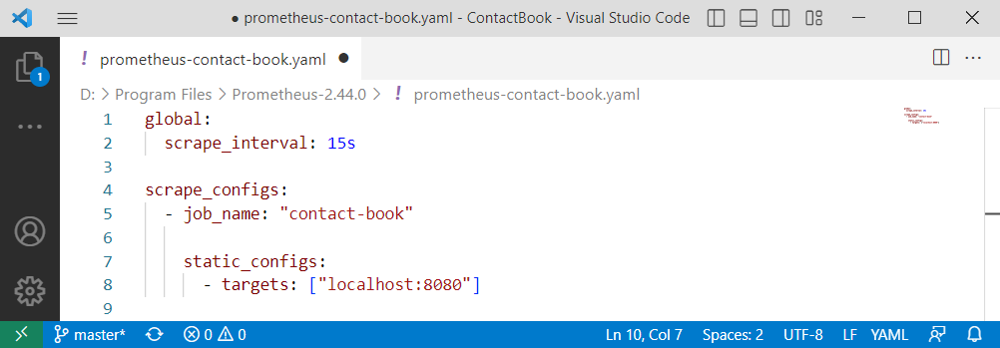 ● prometheus-contact-book.yaml - ContactBook - Visual Studio Code
! prometheus-contact-book.yaml ●
D: > Program Files > Prometheus-2.44.0 > ! prometheus-contact-book.yaml
1 global:
2 scrape_interval: 15s
3
4 scrape_configs:
5 - job_name: "contact-book"
6
7 static_configs:
8 - targets: ["localhost:8080"]
9
1
master* 0 0 Ln 10, Col 7 Spaces: 2 UTF-8 LF YAML